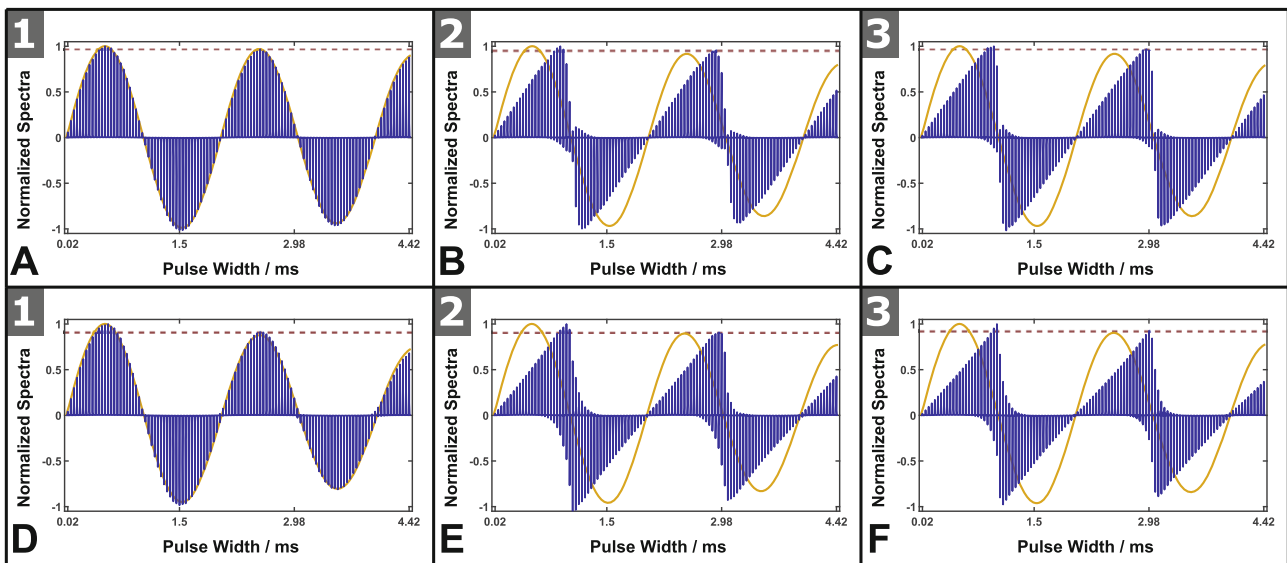 1
Normalized Spectra
1
0.5
0
-0.5
-1
0.02 1.5 2.98 4.42
Pulse Width / ms
A
2
Normalized Spectra
1
0.5
0
-0.5
-1
0.02 1.5 2.98 4.42
Pulse Width / ms
B
3
Normalized Spectra
1
0.5
0
-0.5
-1
0.02 1.5 2.98 4.42
Pulse Width / ms
C
1
Normalized Spectra
1
0.5
0
-0.5
-1
0.02 1.5 2.98 4.42
Pulse Width / ms
D
2
Normalized Spectra
1
0.5
0
-0.5
-1
0.02 1.5 2.98 4.42
Pulse Width / ms
E
3
Normalized Spectra
1
0.5
0
-0.5
-1
0.02 1.5 2.98 4.42
Pulse Width / ms
F